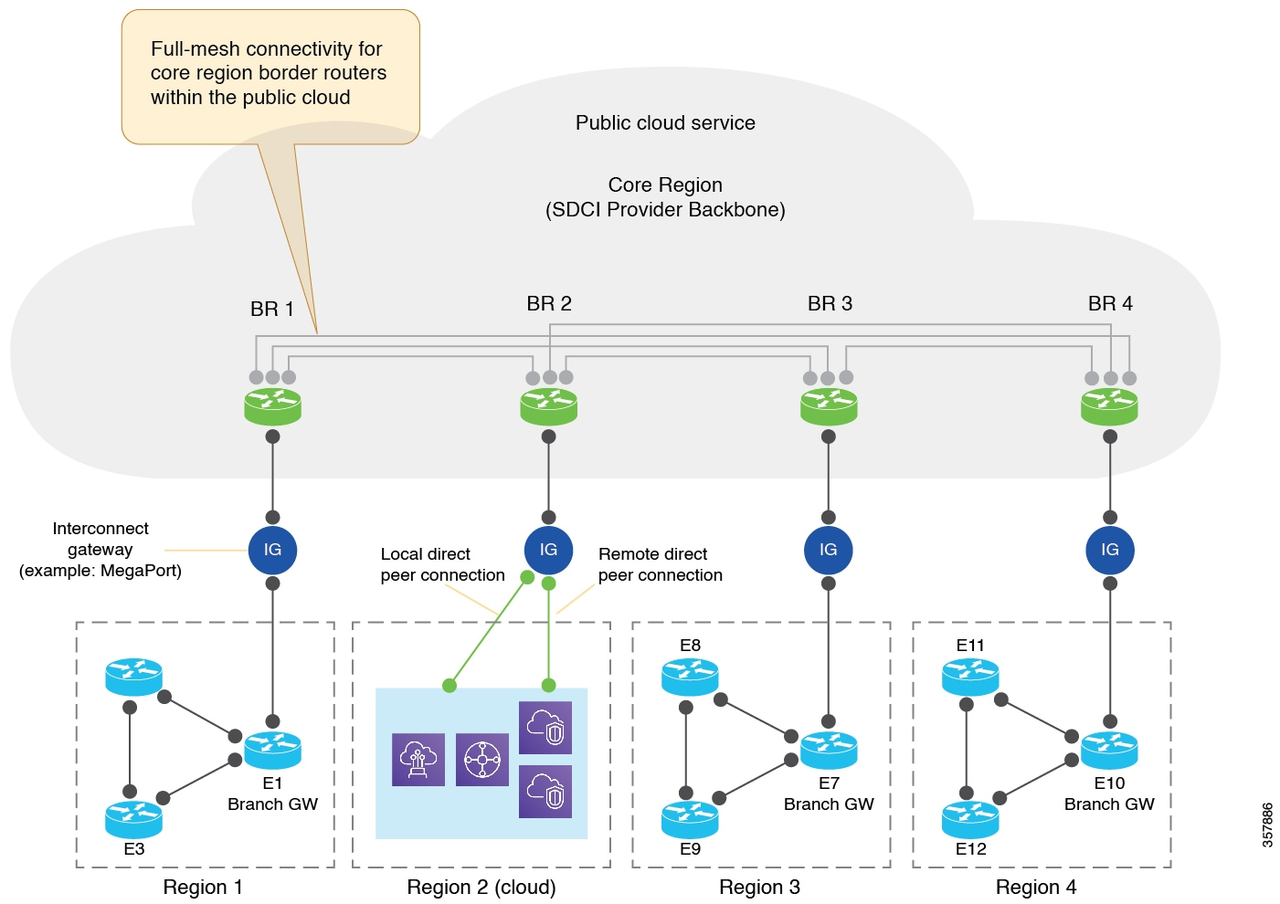 Full-mesh connectivity for
core region border routers
within the public cloud
Public cloud service
Core Region
(SDCI Provider Backbone)
BR 1
BR 2
BR 3
BR 4
Interconnect
gateway
(example: MegaPort)
IG
IG
IG
IG
Local direct
peer connection
Remote direct
peer connection
E1
Branch GW
E3
E8
E7
Branch GW
E9
E11
E10
Branch GW
E12
Region 1
Region 2 (cloud)
Region 3
Region 4
357886